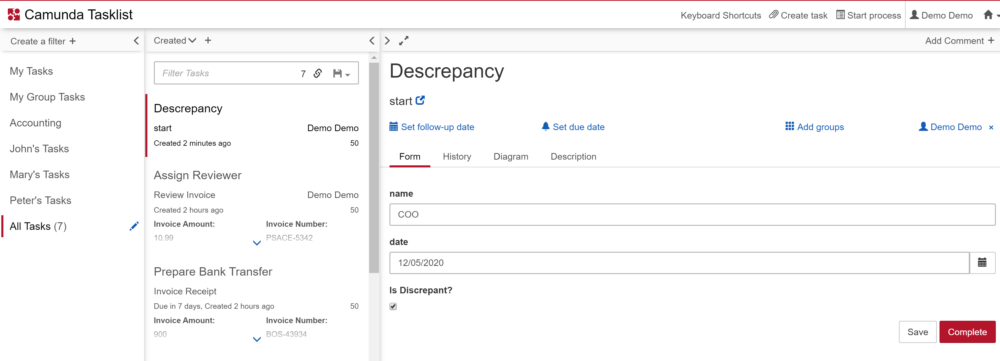 Camunda Tasklist
Keyboard Shortcuts Create task Start process Demo Demo
Create a filter +
My Tasks
My Group Tasks
Accounting
John's Tasks
Mary's Tasks
Peter's Tasks
All Tasks (7)
Created +
Filter Tasks 7
Descrepancy
start Demo Demo
Created 2 minutes ago 50
Assign Reviewer
Review Invoice Demo Demo
Created 2 hours ago 50
Invoice Amount: Invoice Number:
10.99 PSACE-5342
Prepare Bank Transfer
Invoice Receipt
Due in 7 days, Created 2 hours ago 50
Invoice Amount: Invoice Number:
900 BOS-43934
Add Comment +
Descrepancy
start
Set follow-up date Set due date Add groups Demo Demo ×
Form History Diagram Description
name
COO
date
12/05/2020
Is Discrepant?
Save Complete